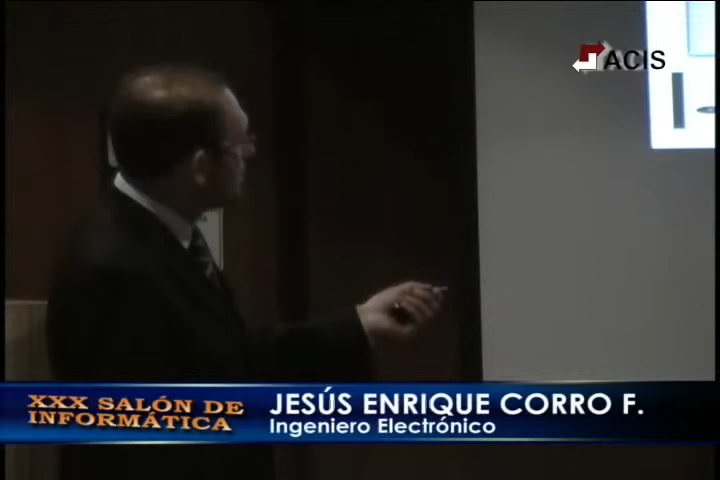 ACIS
XXX SALÓN DE
INFORMÁTICA
JESÚS ENRIQUE CORRO F.
Ingeniero Electrónico